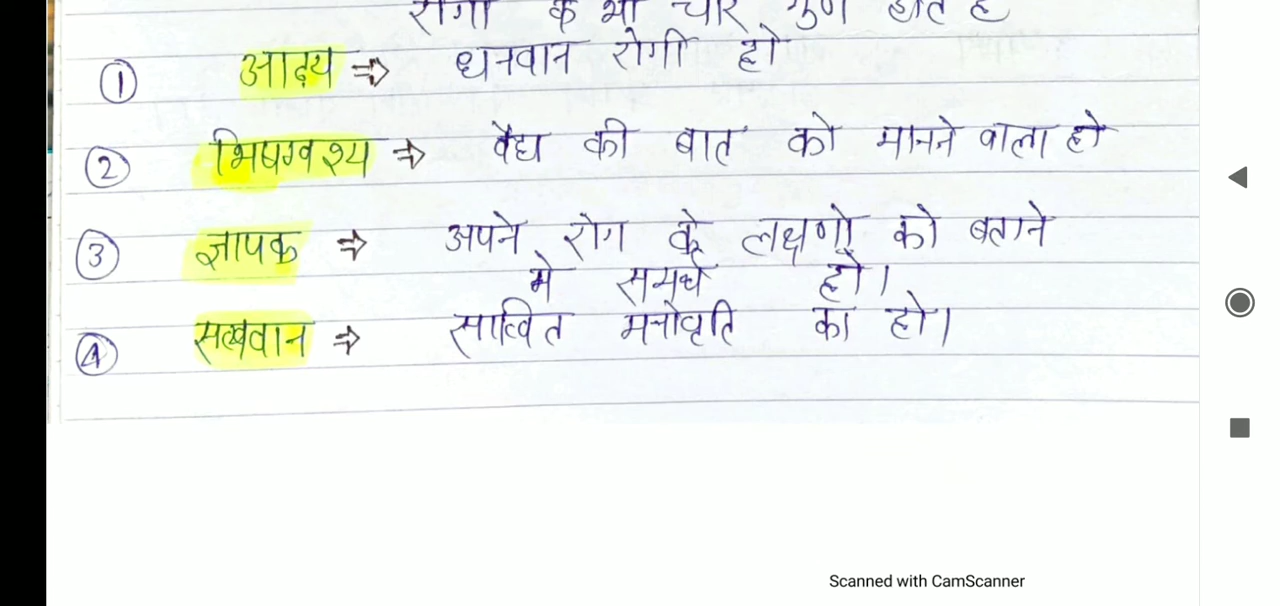 रोगी के भी चार गुण होते है
① आढ्य ⇒ धनवान रोगी हो
② भिषग्वश्य ⇒ वैद्य की बात को मानने वाला हो
③ ज्ञापक ⇒ अपने रोग के लक्षणो को बताने
मे समर्थ हो।
④ सत्ववान ⇒ सात्वित मनोवृति का हो।
Scanned with CamScanner